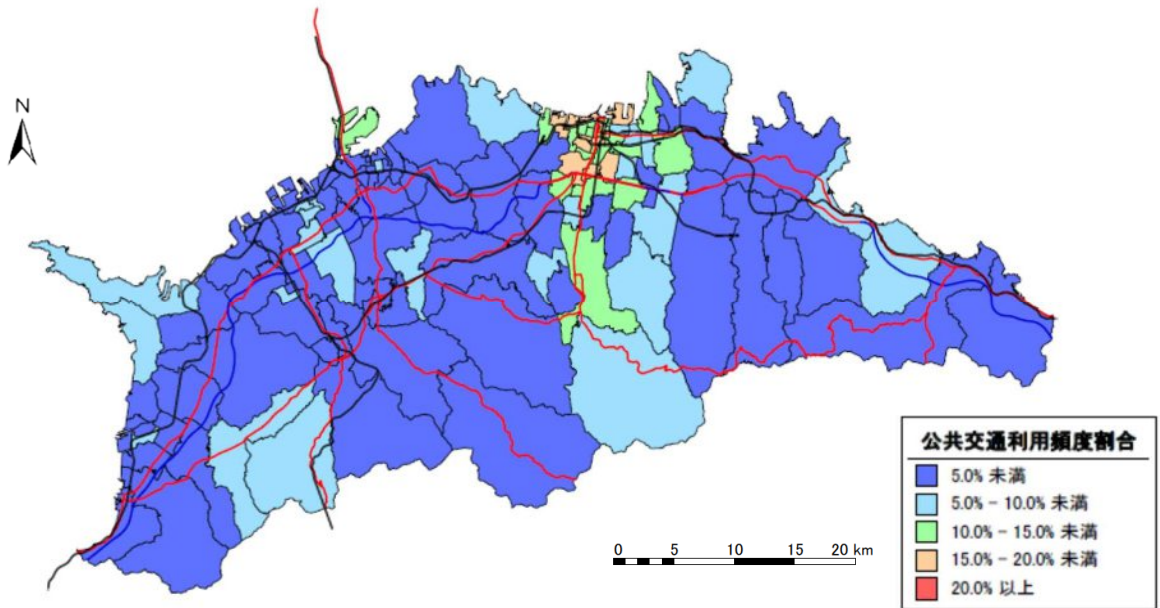 N
公共交通利用頻度割合
5.0% 未満
5.0% - 10.0% 未満
10.0% - 15.0% 未満
15.0% - 20.0% 未満
20.0% 以上
0 5 10 15 20 km